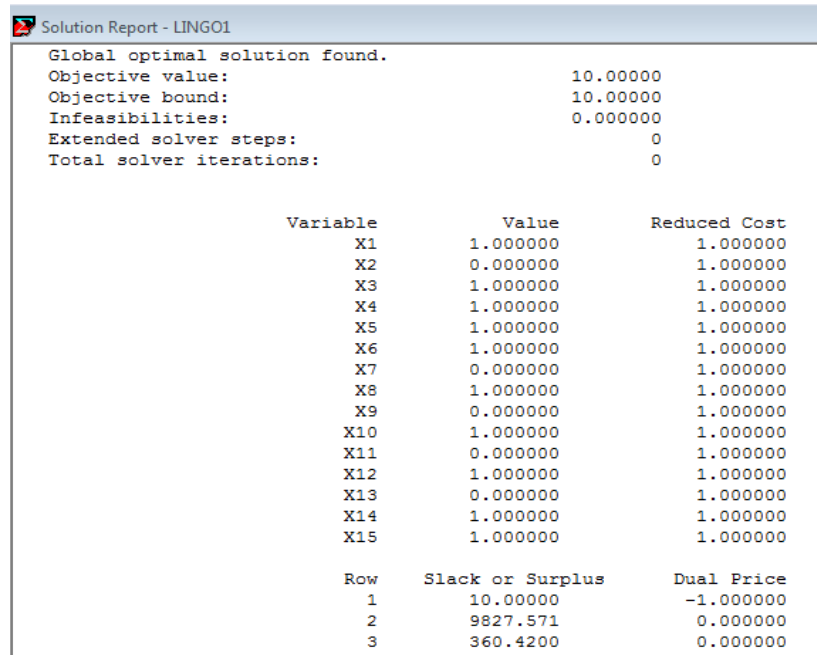 Solution Report - LINGO1
Global optimal solution found.
Objective value: 10.00000
Objective bound: 10.00000
Infeasibilities: 0.000000
Extended solver steps: 0
Total solver iterations: 0
Variable Value Reduced Cost
X1 1.000000 1.000000
X2 0.000000 1.000000
X3 1.000000 1.000000
X4 1.000000 1.000000
X5 1.000000 1.000000
X6 1.000000 1.000000
X7 0.000000 1.000000
X8 1.000000 1.000000
X9 0.000000 1.000000
X10 1.000000 1.000000
X11 0.000000 1.000000
X12 1.000000 1.000000
X13 0.000000 1.000000
X14 1.000000 1.000000
X15 1.000000 1.000000
Row Slack or Surplus Dual Price
1 10.00000 -1.000000
2 9827.571 0.000000
3 360.4200 0.000000